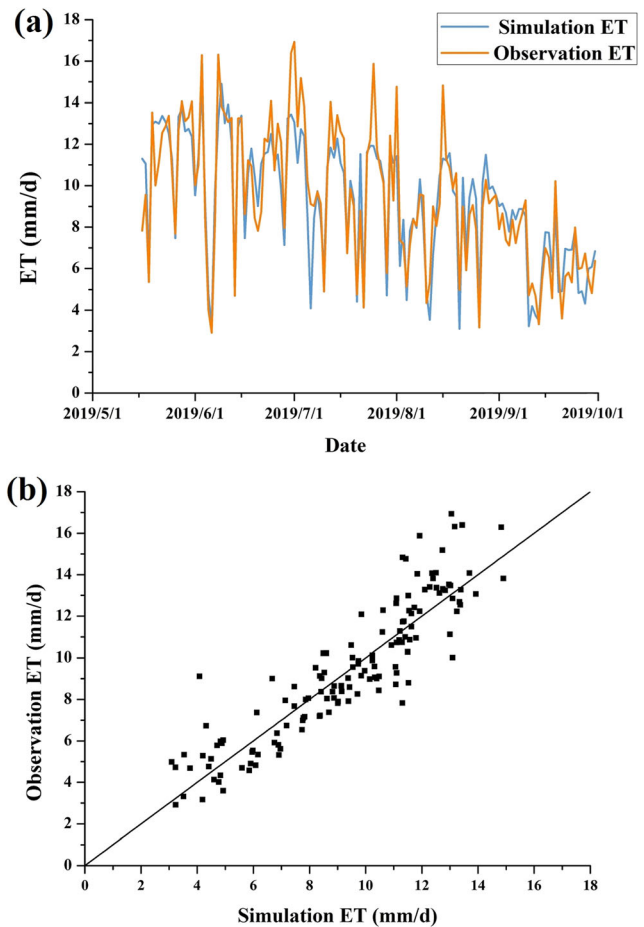 (a)
Simulation ET
Observation ET
18
16
14
12
10
8
6
4
2
0
ET (mm/d)
2019/5/1 2019/6/1 2019/7/1 2019/8/1 2019/9/1 2019/10/1
Date
(b)
18
16
14
12
10
8
6
4
2
0
Observation ET (mm/d)
0 2 4 6 8 10 12 14 16 18
Simulation ET (mm/d)